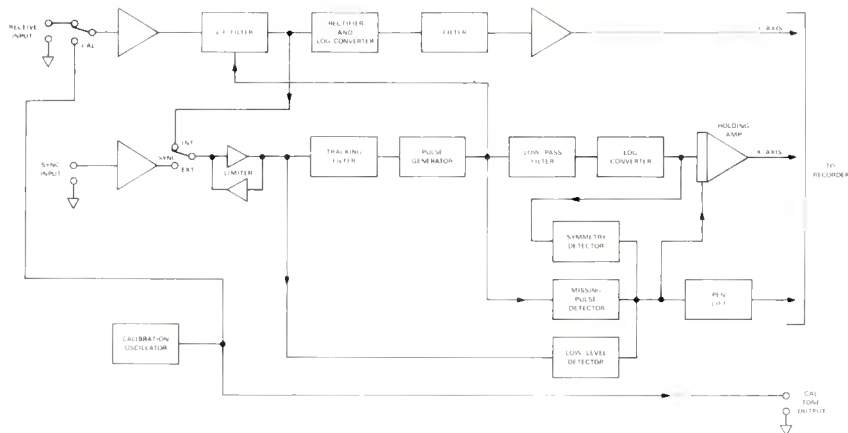 RECEIVE
INPUT
CAL
FILTER
RECTIFIER
AND
LOG CONVERTER
FILTER
AXIS
SYNC
INPUT
INT
SYNC
EXT
LIMITER
TRACKING
FILTER
PULSE
GENERATOR
LOW PASS
FILTER
LOG
CONVERTER
HOLDING
AMP
X AXIS
TO
RECORDER
SYMMETRY
DETECTOR
MISSING
PULSE
DETECTOR
PEN
LIFT
CALIBRATION
OSCILLATOR
LOW LEVEL
DETECTOR
CAL
TONE
OUTPUT